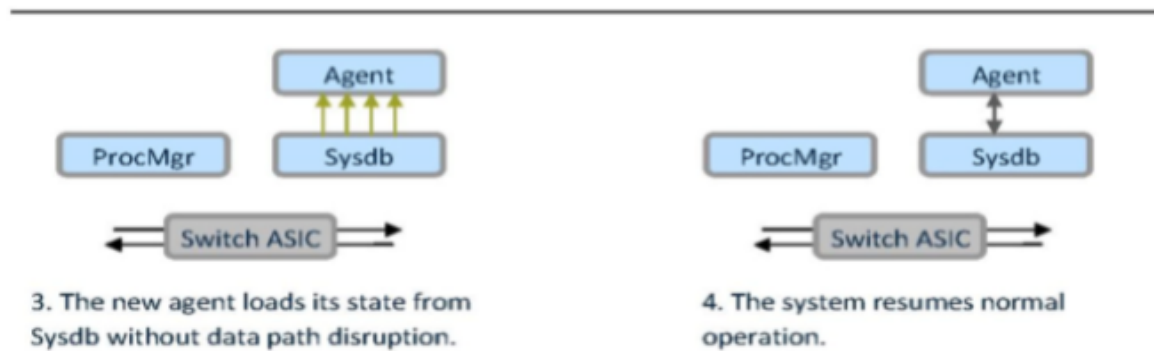 Agent
ProcMgr
Sysdb
Switch ASIC
3. The new agent loads its state from
Sysdb without data path disruption.
Agent
ProcMgr
Sysdb
Switch ASIC
4. The system resumes normal
operation.